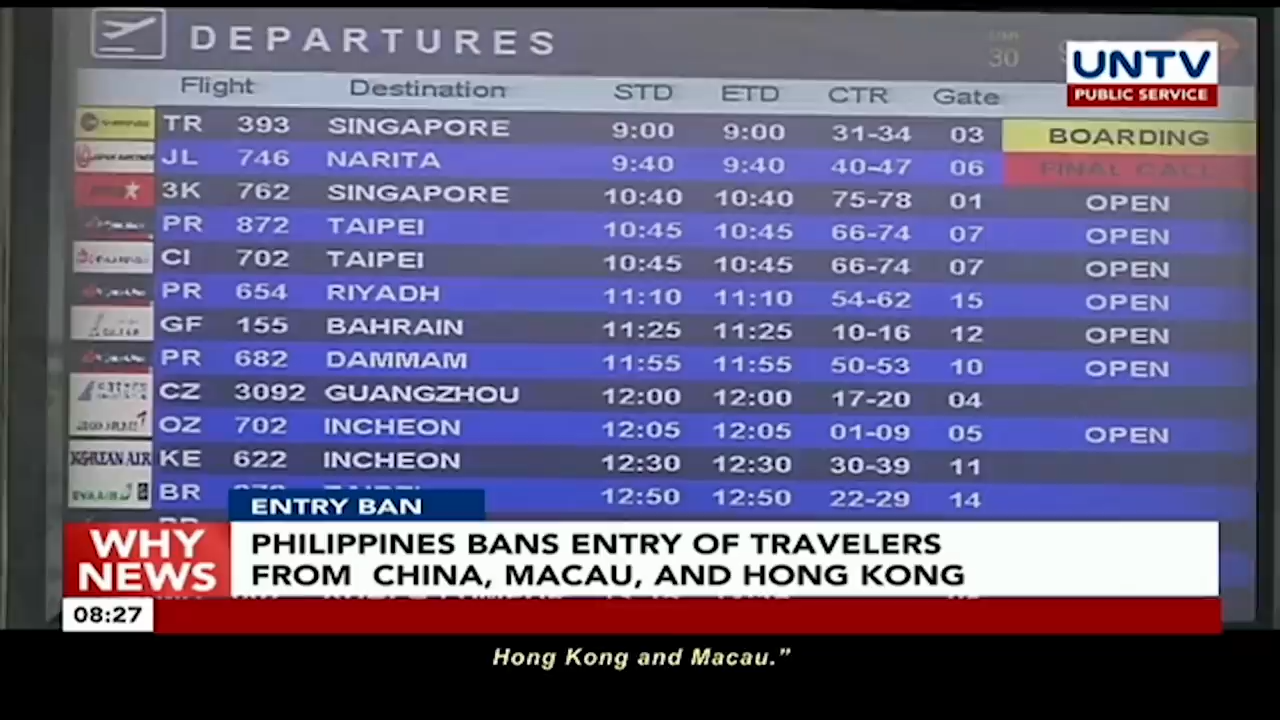 DEPARTURES
30
UNTV
PUBLIC SERVICE
Flight Destination STD ETD CTR Gate
TR 393 SINGAPORE 9:00 9:00 31-34 03 BOARDING
JL 746 NARITA 9:40 9:40 40-47 06 FINAL CALL
3K 762 SINGAPORE 10:40 10:40 75-78 01 OPEN
PR 872 TAIPEI 10:45 10:45 66-74 07 OPEN
CI 702 TAIPEI 10:45 10:45 66-74 07 OPEN
PR 654 RIYADH 11:10 11:10 54-62 15 OPEN
GF 155 BAHRAIN 11:25 11:25 10-16 12 OPEN
PR 682 DAMMAM 11:55 11:55 50-53 10 OPEN
CZ 3092 GUANGZHOU 12:00 12:00 17-20 04
OZ 702 INCHEON 12:05 12:05 01-09 05 OPEN
KOREAN AIR KE 622 INCHEON 12:30 12:30 30-39 11
BR 12:50 12:50 22-29 14
ENTRY BAN
WHY NEWS
PHILIPPINES BANS ENTRY OF TRAVELERS
FROM CHINA, MACAU, AND HONG KONG
08:27
Hong Kong and Macau.”